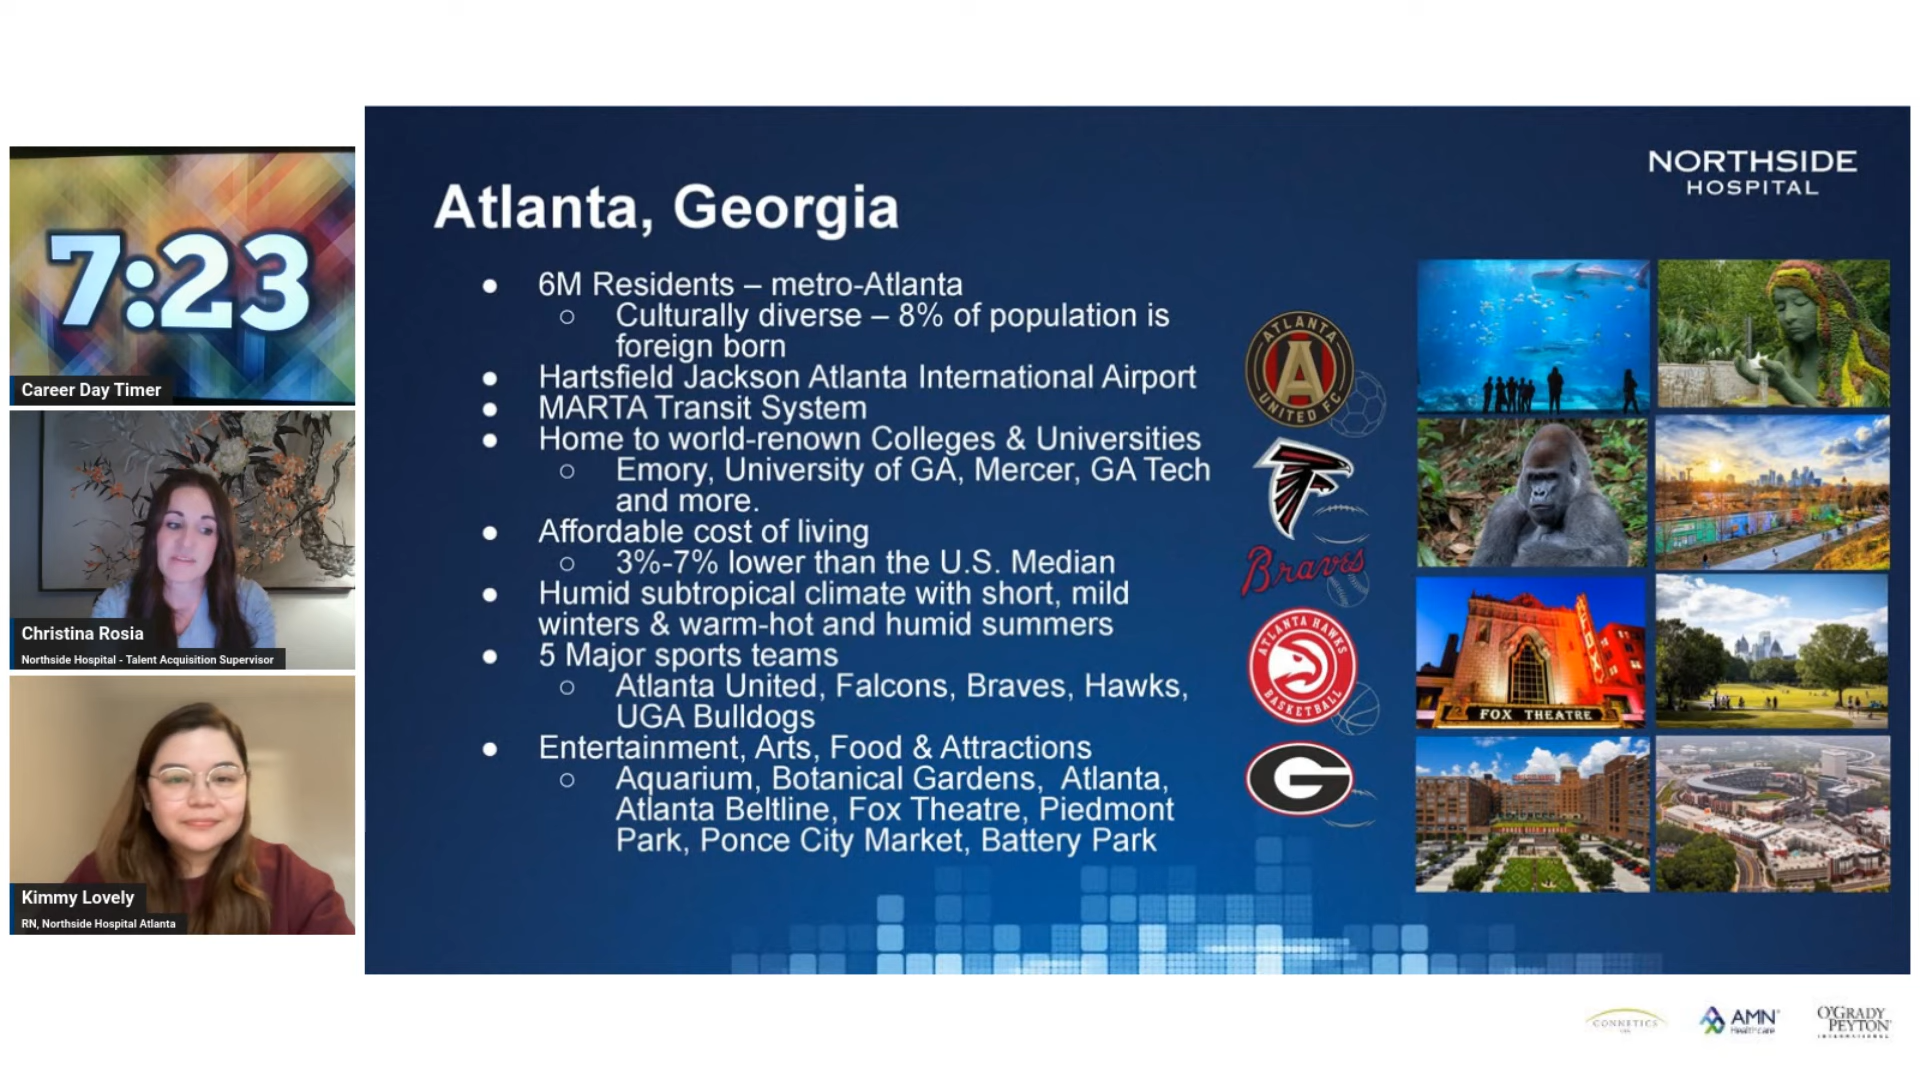 7:23
Career Day Timer
Christina Rosia
Northside Hospital - Talent Acquisition Supervisor
Kimmy Lovely
RN, Northside Hospital Atlanta
NORTHSIDE
HOSPITAL
Atlanta, Georgia
● 6M Residents – metro-Atlanta
○ Culturally diverse – 8% of population is
foreign born
● Hartsfield Jackson Atlanta International Airport
● MARTA Transit System
● Home to world-renown Colleges & Universities
○ Emory, University of GA, Mercer, GA Tech
and more.
● Affordable cost of living
○ 3%-7% lower than the U.S. Median
● Humid subtropical climate with short, mild
winters & warm-hot and humid summers
● 5 Major sports teams
○ Atlanta United, Falcons, Braves, Hawks,
UGA Bulldogs
● Entertainment, Arts, Food & Attractions
○ Aquarium, Botanical Gardens, Atlanta,
Atlanta Beltline, Fox Theatre, Piedmont
Park, Ponce City Market, Battery Park
ATLANTA
A
UNITED FC
Braves
ATLANTA HAWKS
BASKETBALL
G
FOX
FOX THEATRE
CONNETICS
AMN
Healthcare
O'GRADY
PEYTON
INTERNATIONAL